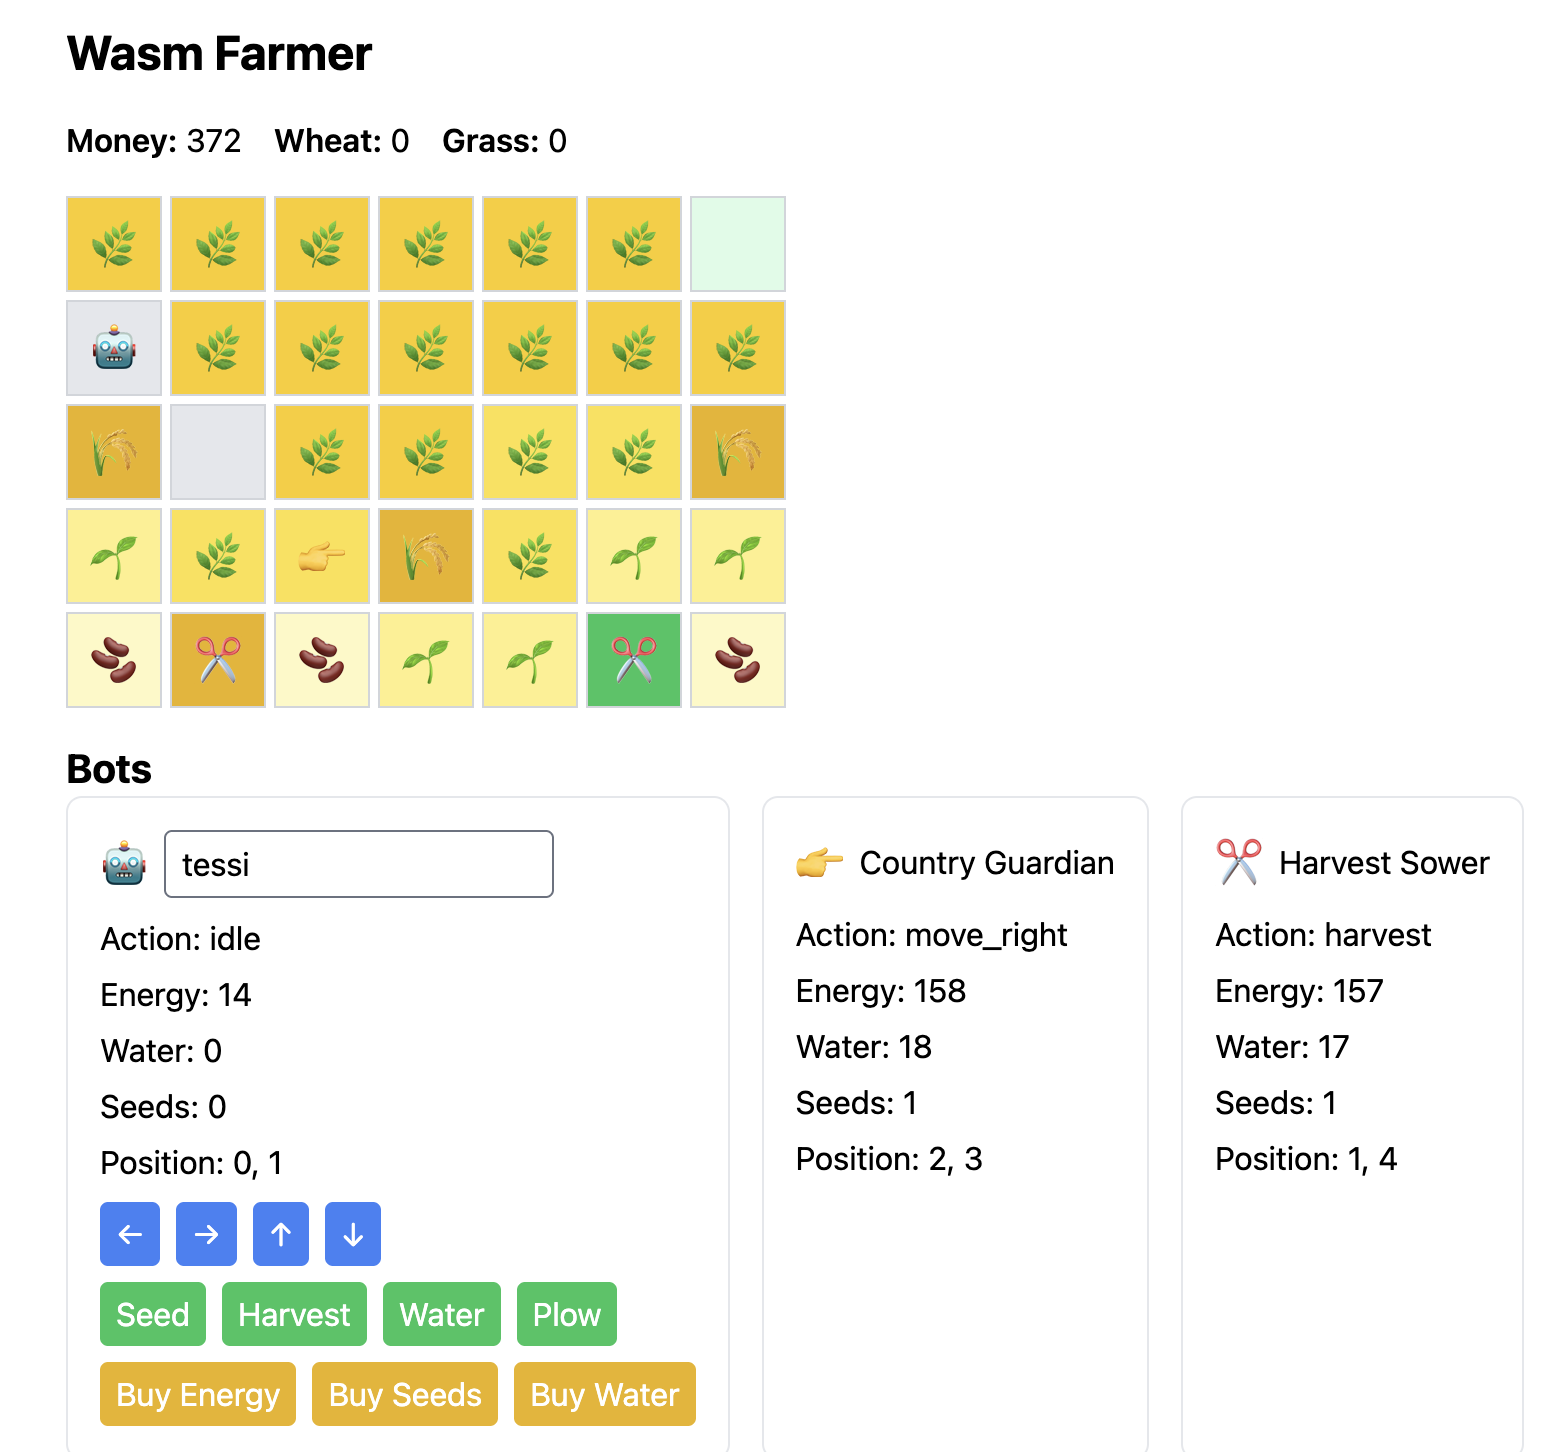 Wasm Farmer
Money: 372 Wheat: 0 Grass: 0
Bots
tessi
Action: idle
Energy: 14
Water: 0
Seeds: 0
Position: 0, 1
← → ↑ ↓
Seed Harvest Water Plow
Buy Energy Buy Seeds Buy Water
Country Guardian
Action: move_right
Energy: 158
Water: 18
Seeds: 1
Position: 2, 3
Harvest Sower
Action: harvest
Energy: 157
Water: 17
Seeds: 1
Position: 1, 4